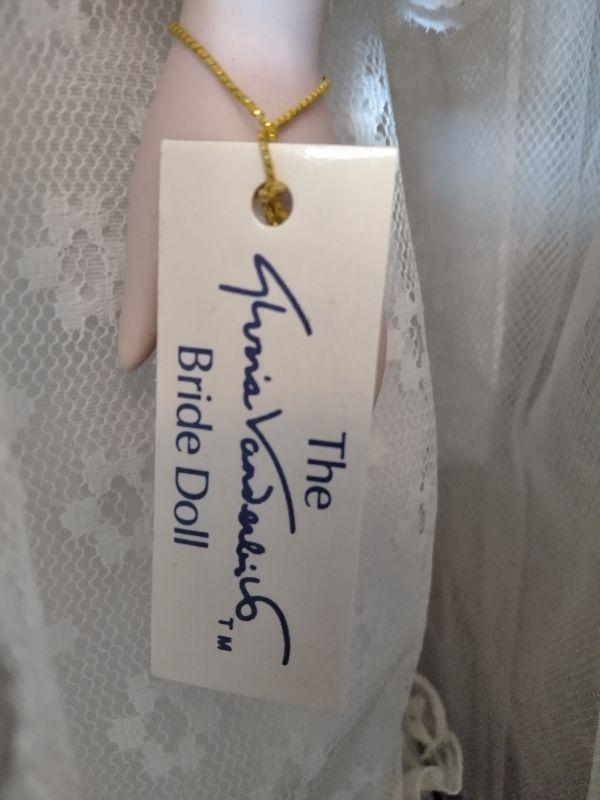 The
Gloria Vanderbilt TM
Bride Doll